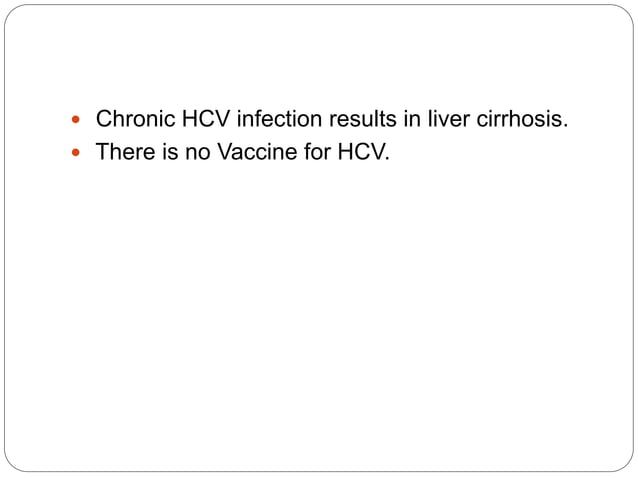 • Chronic HCV infection results in liver cirrhosis.
• There is no Vaccine for HCV.